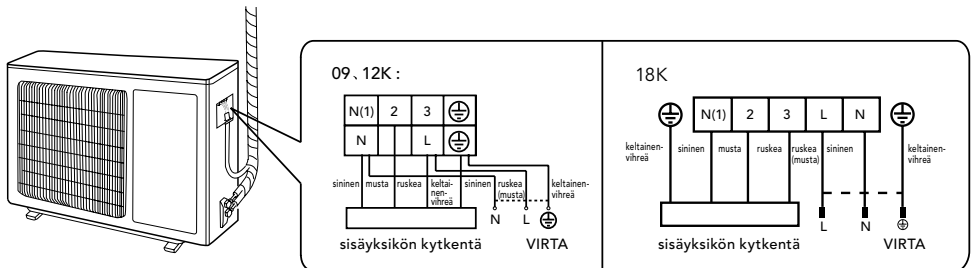 09、12K :
N(1) 2 3
N L
sininen musta ruskea keltai-nen-vihreä sininen ruskea (musta) keltainen-vihreä
N L
sisäyksikön kytkentä VIRTA
18K
N(1) 2 3 L N
keltainen-vihreä sininen musta ruskea ruskea (musta) sininen keltainen-vihreä
L N
sisäyksikön kytkentä VIRTA